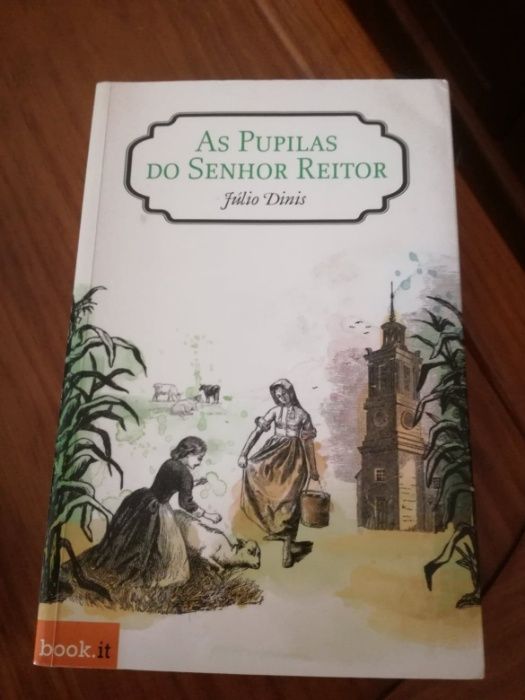 As Pupilas
do Senhor Reitor
Júlio Dinis
book.it